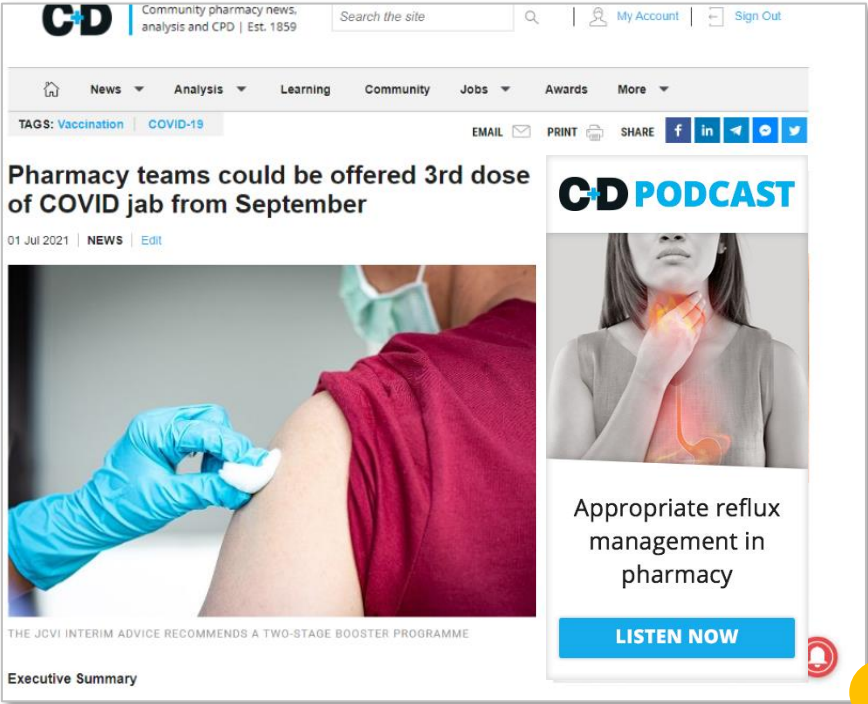 C+D
Community pharmacy news,
analysis and CPD | Est. 1859
Search the site
My Account
Sign Out
News
Analysis
Learning
Community
Jobs
Awards
More
TAGS: Vaccination
COVID-19
EMAIL
PRINT
SHARE
Pharmacy teams could be offered 3rd dose
of COVID jab from September
01 Jul 2021 | NEWS | Edit
THE JCVI INTERIM ADVICE RECOMMENDS A TWO-STAGE BOOSTER PROGRAMME
Executive Summary
C+D PODCAST
Appropriate reflux
management in
pharmacy
LISTEN NOW